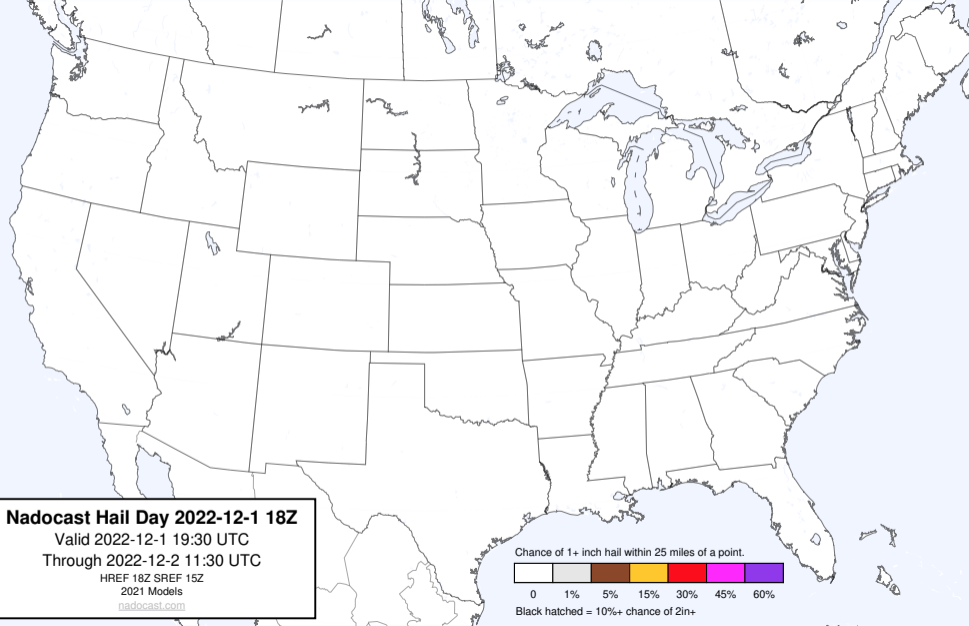 Nadocast Hail Day 2022-12-1 18Z
Valid 2022-12-1 19:30 UTC
Through 2022-12-2 11:30 UTC
HREF 18Z SREF 15Z
2021 Models
nadocast.com
Chance of 1+ inch hail within 25 miles of a point.
0 1% 5% 15% 30% 45% 60%
Black hatched = 10%+ chance of 2in+